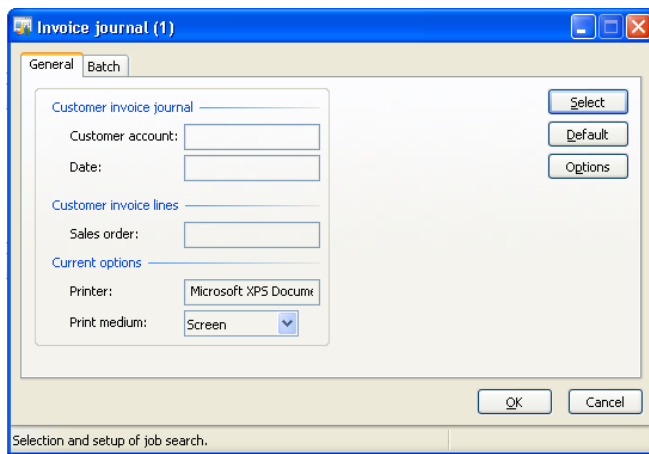 Invoice journal (1)
General Batch
Customer invoice journal
Select
Customer account:
Default
Date:
Options
Customer invoice lines
Sales order:
Current options
Printer: Microsoft XPS Docume
Print medium: Screen
OK Cancel
Selection and setup of job search.